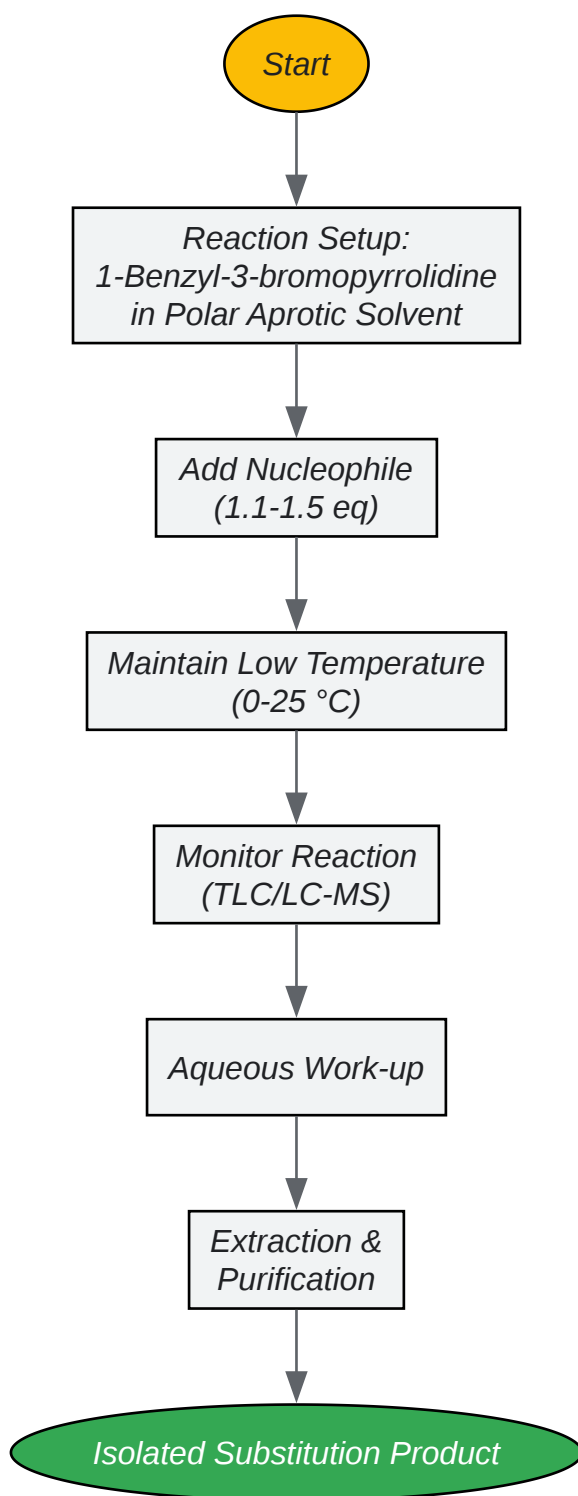 Start
Reaction Setup:
1-Benzyl-3-bromopyrrolidine
in Polar Aprotic Solvent
Add Nucleophile
(1.1-1.5 eq)
Maintain Low Temperature
(0-25 °C)
Monitor Reaction
(TLC/LC-MS)
Aqueous Work-up
Extraction &
Purification
Isolated Substitution Product